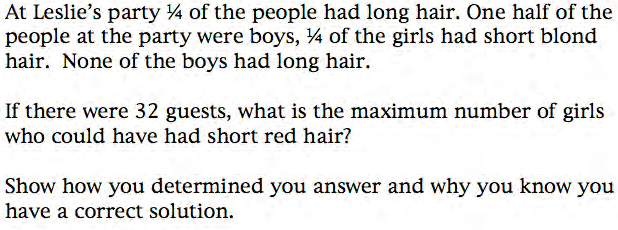 At Leslie’s party ¼ of the people had long hair. One half of the
people at the party were boys, ¼ of the girls had short blond
hair.  None of the boys had long hair.
If there were 32 guests, what is the maximum number of girls
who could have had short red hair?
Show how you determined you answer and why you know you
have a correct solution.